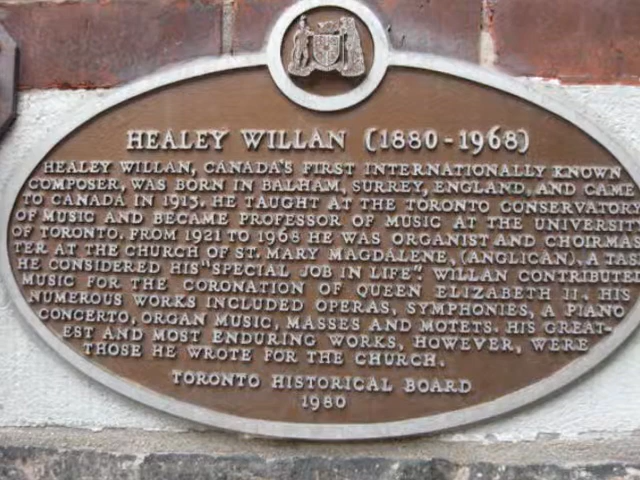 HEALEY WILLAN (1880-1968)
HEALEY WILLAN, CANADA'S FIRST INTERNATIONALLY KNOWN
COMPOSER, WAS BORN IN BALHAM, SURREY, ENGLAND, AND CAME
TO CANADA IN 1913. HE TAUGHT AT THE TORONTO CONSERVATORY
OF MUSIC AND BECAME PROFESSOR OF MUSIC AT THE UNIVERSITY
OF TORONTO. FROM 1921 TO 1968 HE WAS ORGANIST AND CHOIRMAS
TER AT THE CHURCH OF ST. MARY MAGDALENE, (ANGLICAN), A TASK
HE CONSIDERED HIS "SPECIAL JOB IN LIFE". WILLAN CONTRIBUTED
MUSIC FOR THE CORONATION OF QUEEN ELIZABETH II. HIS
NUMEROUS WORKS INCLUDED OPERAS, SYMPHONIES, A PIANO
CONCERTO, ORGAN MUSIC, MASSES AND MOTETS. HIS GREAT-
EST AND MOST ENDURING WORKS, HOWEVER, WERE
THOSE HE WROTE FOR THE CHURCH.
TORONTO HISTORICAL BOARD
1980